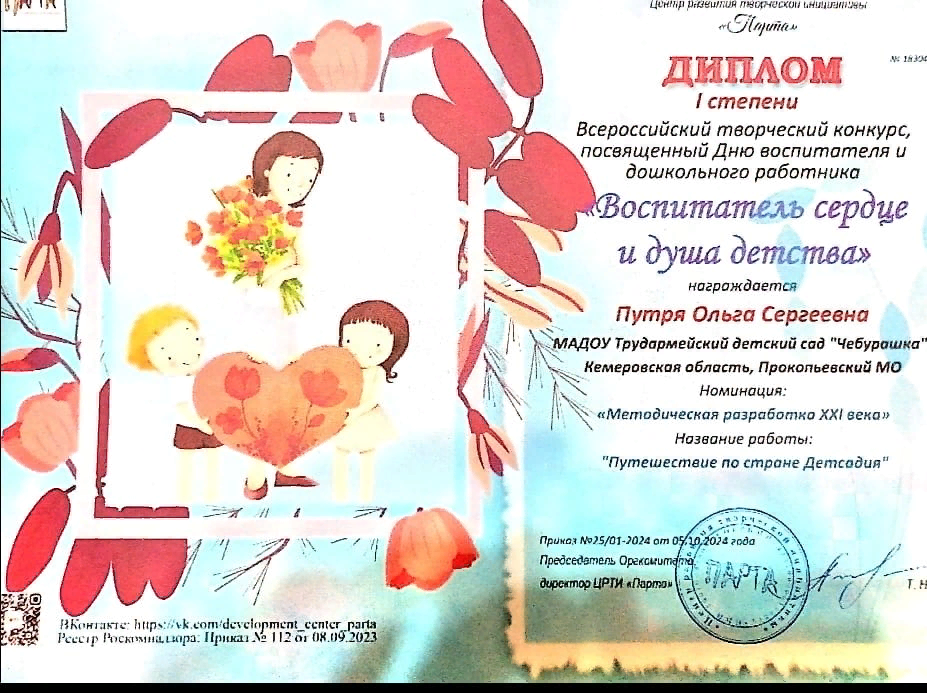 ПАРТА
Центр развития творческой инициативы
«Парта»
№ 18304
ДИПЛОМ
I степени
Всероссийский творческий конкурс,
посвященный Дню воспитателя и
дошкольного работника
«Воспитатель сердце
и душа детства»
награждается
Путря Ольга Сергеевна
МАДОУ Трудармейский детский сад "Чебурашка"
Кемеровская область, Прокопьевский МО
Номинация:
«Методическая разработка XXI века»
Название работы:
"Путешествие по стране Детсадия"
Приказ №25/01-2024 от 05.10.2024 года
Председатель Оргкомитета,
директор ЦРТИ «Парта»
ПАРТА
Т. Н
ВКонтакте: https://vk.com/development_center_parta
Реестр Роскомнадзора: Приказ № 112 от 08.09.2023